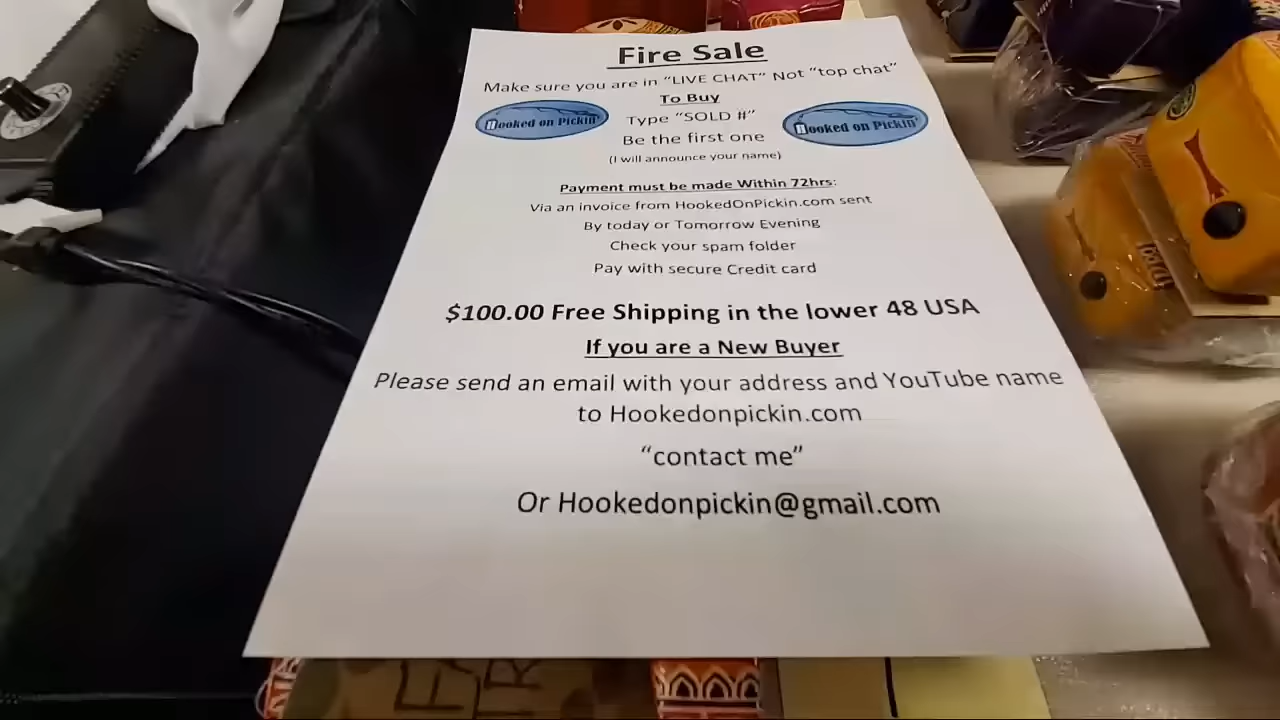 Fire Sale
Make sure you are in “LIVE CHAT” Not “top chat”
To Buy
Hooked on Pickin'
Type “SOLD #”
Hooked on Pickin'
Be the first one
(I will announce your name)
Payment must be made Within 72hrs:
Via an invoice from HookedOnPickin.com sent
By today or Tomorrow Evening
Check your spam folder
Pay with secure Credit card
$100.00 Free Shipping in the lower 48 USA
If you are a New Buyer
Please send an email with your address and YouTube name
to Hookedonpickin.com
“contact me”
Or Hookedonpickin@gmail.com